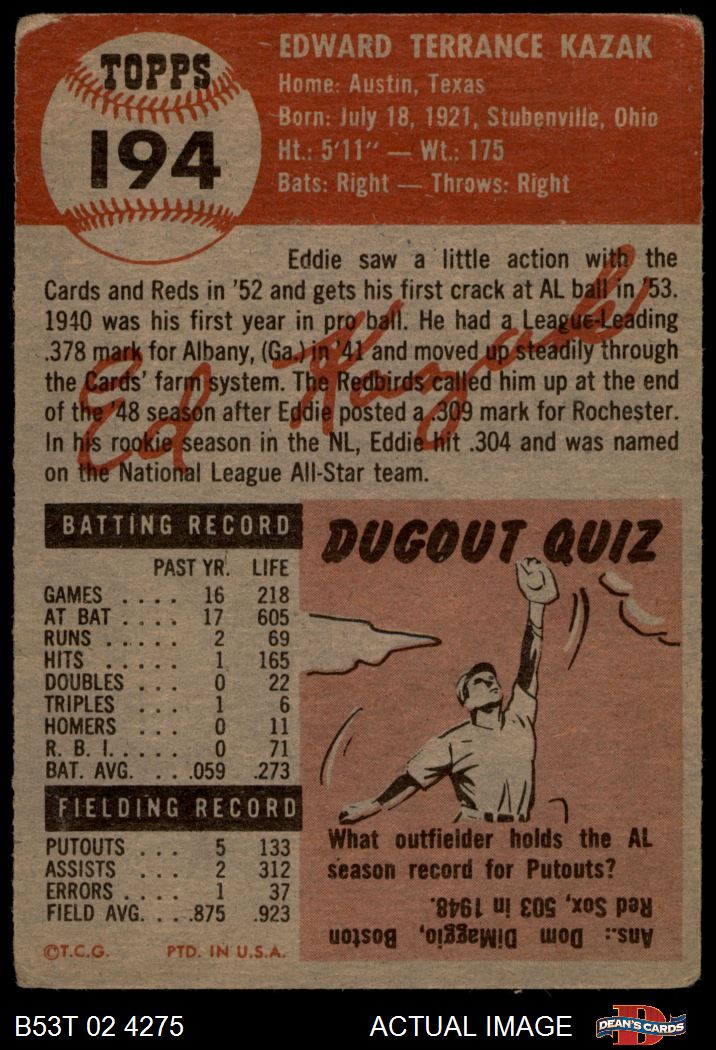 TOPPS
194
EDWARD TERRANCE KAZAK
Home: Austin, Texas
Born: July 18, 1921, Stubenville, Ohio
Ht.: 5'11" — Wt.: 175
Bats: Right — Throws: Right
Eddie saw a little action with the
Cards and Reds in '52 and gets his first crack at AL ball in '53.
1940 was his first year in pro ball. He had a League-Leading
.378 mark for Albany, (Ga.) in '41 and moved up steadily through
the Cards' farm system. The Redbirds called him up at the end
of the '48 season after Eddie posted a .309 mark for Rochester.
In his rookie season in the NL, Eddie hit .304 and was named
on the National League All-Star team.
Ed Kazak
BATTING RECORD
PAST YR. LIFE
GAMES .... 16 218
AT BAT .... 17 605
RUNS ..... 2 69
HITS ..... 1 165
DOUBLES ... 0 22
TRIPLES ... 1 6
HOMERS ... 0 11
R. B. I. .... 0 71
BAT. AVG. ...059 .273
FIELDING RECORD
PUTOUTS ... 5 133
ASSISTS ... 2 312
ERRORS .... 1 37
FIELD AVG. ...875 .923
©T.C.G. PTD. IN U.S.A.
DUGOUT QUIZ
What outfielder holds the AL
season record for Putouts?
Ans.: Dom DiMaggio, Boston
Red Sox, 503 in 1948.
B53T 02 4275
ACTUAL IMAGE
D
DEAN'S CARDS